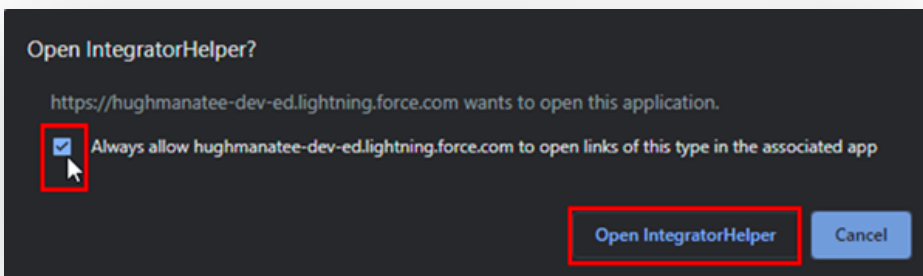 Open IntegratorHelper?
https://hughmanatee-dev-ed.lightning.force.com wants to open this application.
Always allow hughmanatee-dev-ed.lightning.force.com to open links of this type in the associated app
Open IntegratorHelper
Cancel